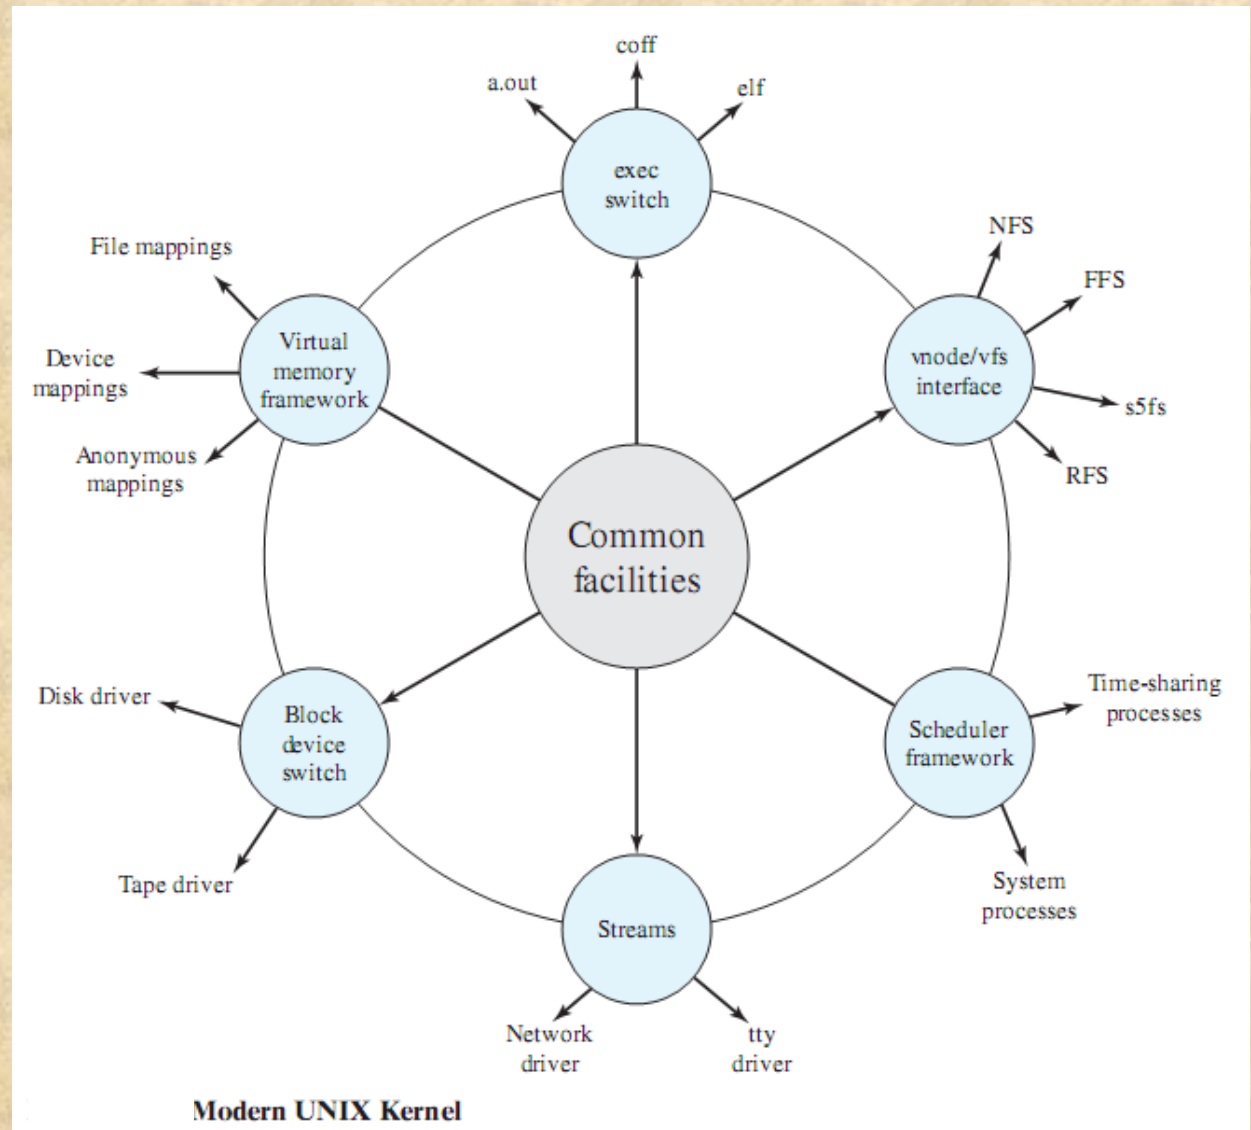 coff
a.out
elf
exec
switch
NFS
File mappings
FFS
Virtual
memory
framework
vnode/vfs
interface
Device
mappings
s5fs
Anonymous
mappings
RFS
Common
facilities
Disk driver
Block
device
switch
Time-sharing
processes
Scheduler
framework
Tape driver
System
processes
Streams
Network
driver
tty
driver
Modern UNIX Kernel